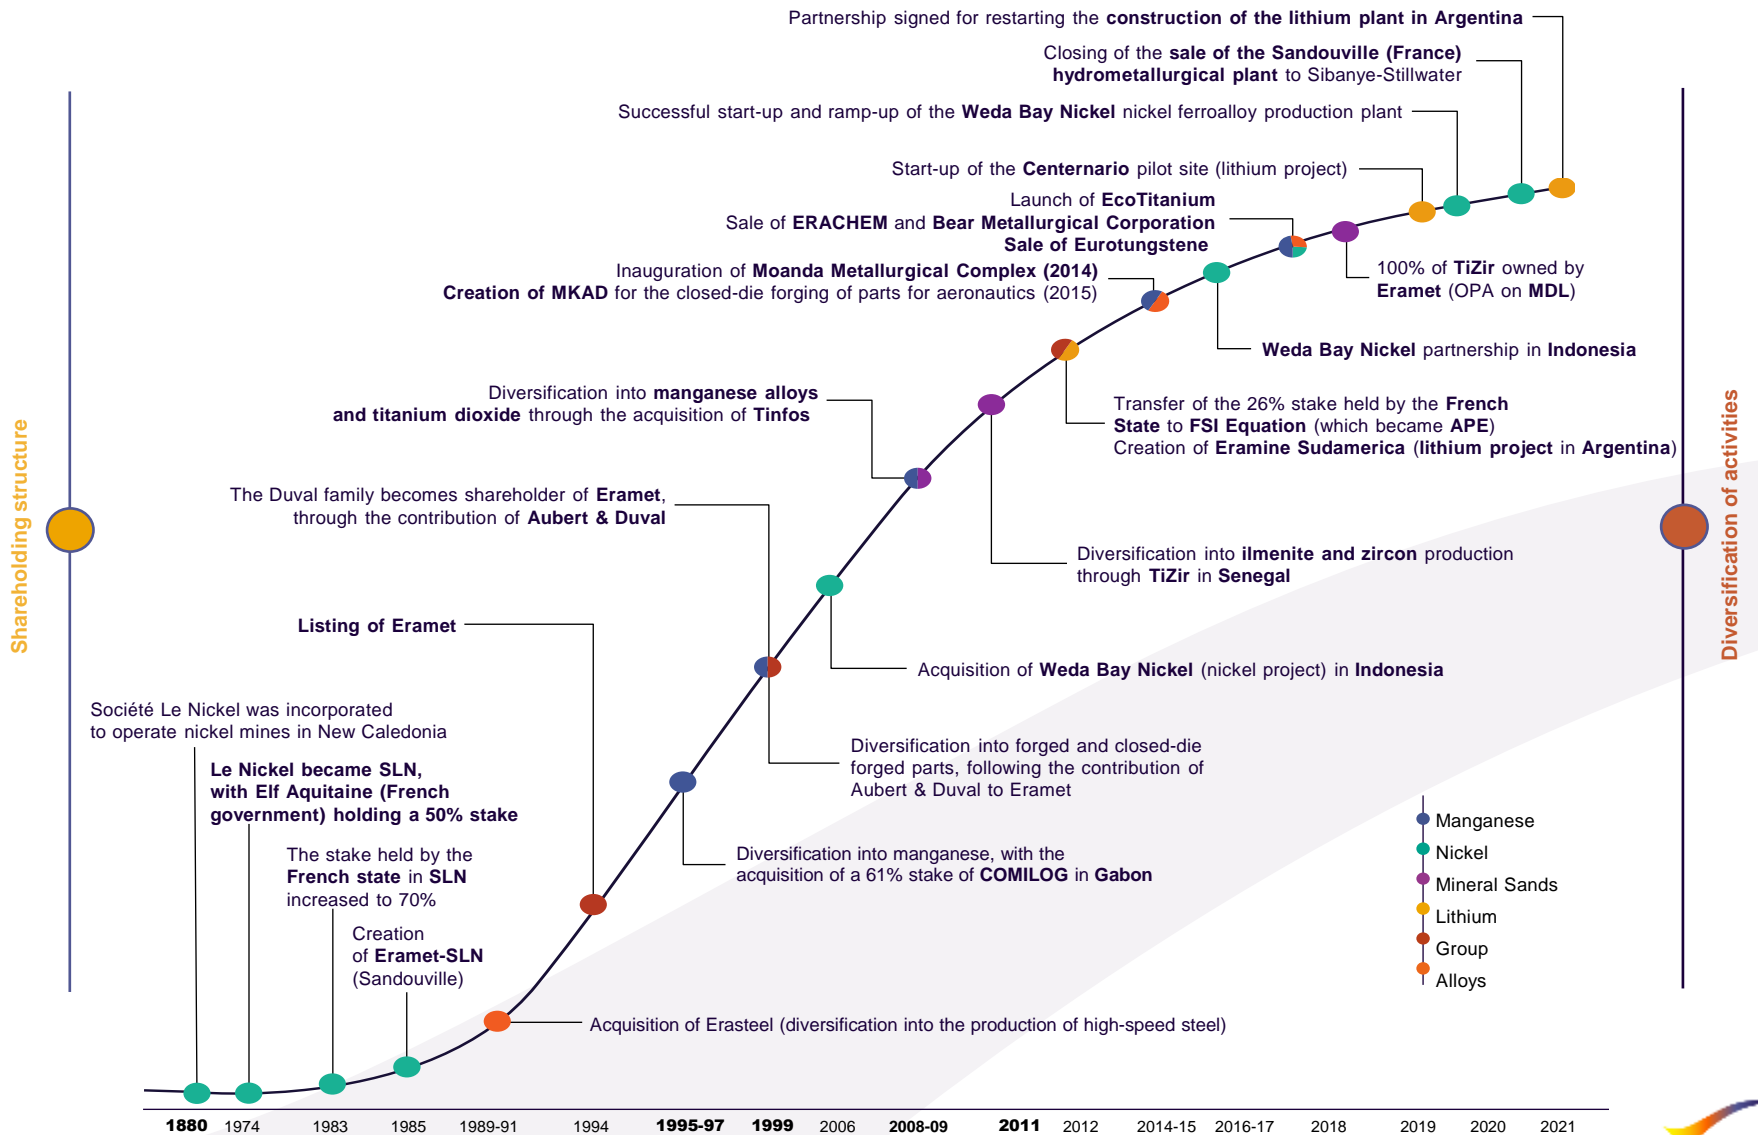 Partnership signed for restarting the construction of the lithium plant in Argentina
Closing of the sale of the Sandouville (France)
hydrometallurgical plant to Sibanye-Stillwater
Successful start-up and ramp-up of the Weda Bay Nickel nickel ferroalloy production plant
Start-up of the Centernario pilot site (lithium project)
Launch of EcoTitanium
Sale of ERACHEM and Bear Metallurgical Corporation
Sale of Eurotungstene
100% of TiZir owned by
Eramet (OPA on MDL)
Inauguration of Moanda Metallurgical Complex (2014)
Creation of MKAD for the closed-die forging of parts for aeronautics (2015)
Weda Bay Nickel partnership in Indonesia
Diversification into manganese alloys
and titanium dioxide through the acquisition of Tinfos
Transfer of the 26% stake held by the French
State to FSI Equation (which became APE)
Creation of Eramine Sudamerica (lithium project in Argentina)
The Duval family becomes shareholder of Eramet,
through the contribution of Aubert & Duval
Diversification into ilmenite and zircon production
through TiZir in Senegal
Shareholding structure
Diversification of activities
Listing of Eramet
Acquisition of Weda Bay Nickel (nickel project) in Indonesia
Société Le Nickel was incorporated
to operate nickel mines in New Caledonia
Le Nickel became SLN,
with Elf Aquitaine (French
government) holding a 50% stake
Diversification into forged and closed-die
forged parts, following the contribution of
Aubert & Duval to Eramet
The stake held by the
French state in SLN
increased to 70%
Diversification into manganese, with the
acquisition of a 61% stake of COMILOG in Gabon
Creation
of Eramet-SLN
(Sandouville)
Acquisition of Erasteel (diversification into the production of high-speed steel)
Manganese
Nickel
Mineral Sands
Lithium
Group
Alloys
1880 1974 1983 1985 1989-91 1994 1995-97 1999 2006 2008-09 2011 2012 2014-15 2016-17 2018 2019 2020 2021